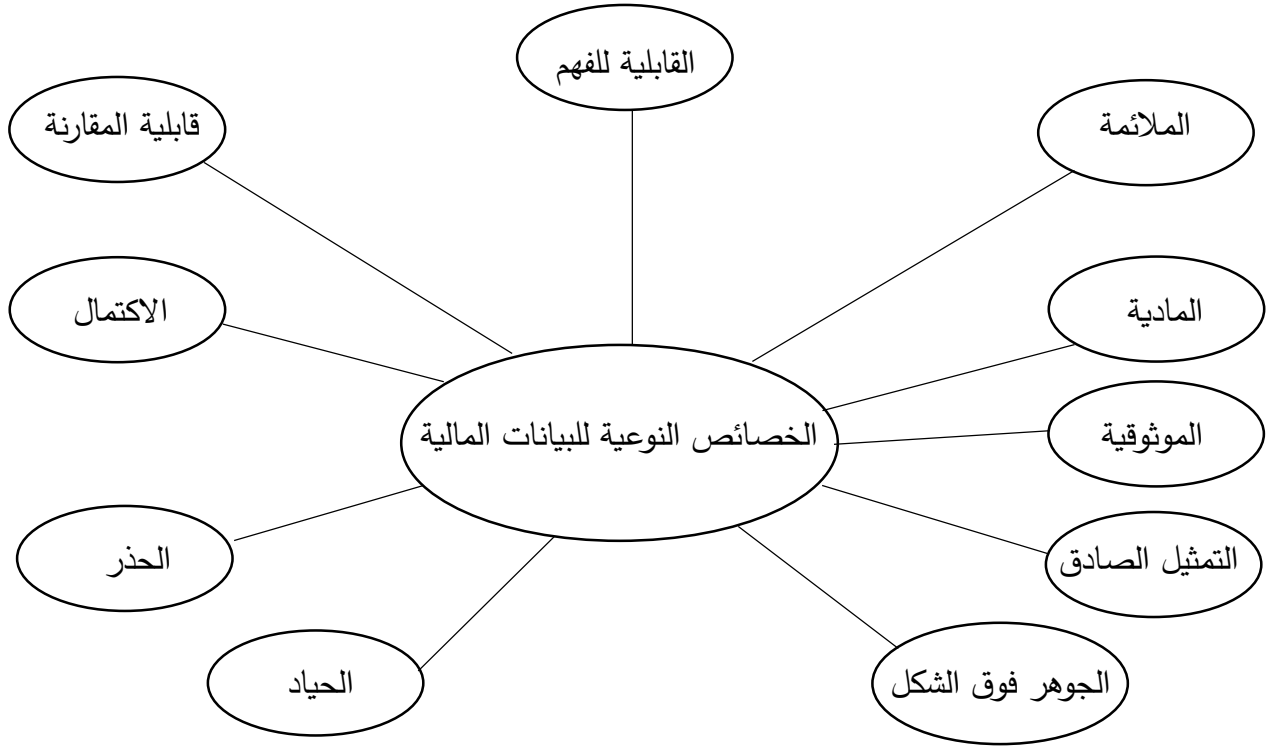 القابلية للفهم
الملائمة
قابلية المقارنة
المادية
الاكتمال
الموثوقية
الخصائص النوعية للبيانات المالية
التمثيل الصادق
الحذر
الجوهر فوق الشكل
الحياد